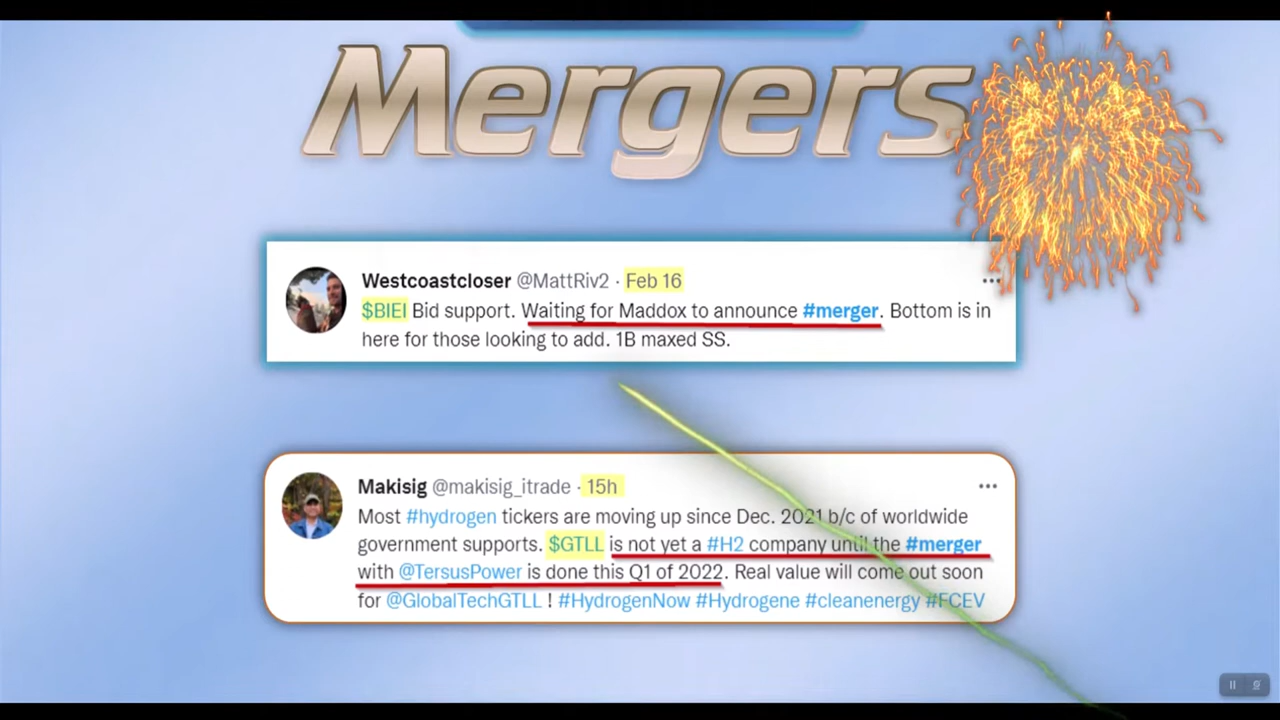 Mergers
Westcoastcloser @MattRiv2 · Feb 16
$BIEI Bid support. Waiting for Maddox to announce #merger. Bottom is in
here for those looking to add. 1B maxed SS.
Makisig @makisig_itrade · 15h
Most #hydrogen tickers are moving up since Dec. 2021 b/c of worldwide
government supports. $GTLL is not yet a #H2 company until the #merger
with @TersusPower is done this Q1 of 2022. Real value will come out soon
for @GlobalTechGTLL ! #HydrogenNow #Hydrogene #cleanenergy #FCEV